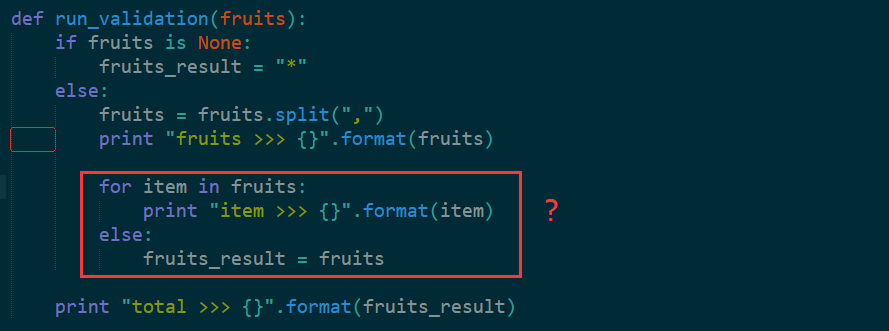 def run_validation(fruits):
    if fruits is None:
        fruits_result = "*"
    else:
        fruits = fruits.split(",")
        print "fruits >>> {}".format(fruits)
        for item in fruits:
            print "item >>> {}".format(item)
        else:
            fruits_result = fruits
?
    print "total >>> {}".format(fruits_result)